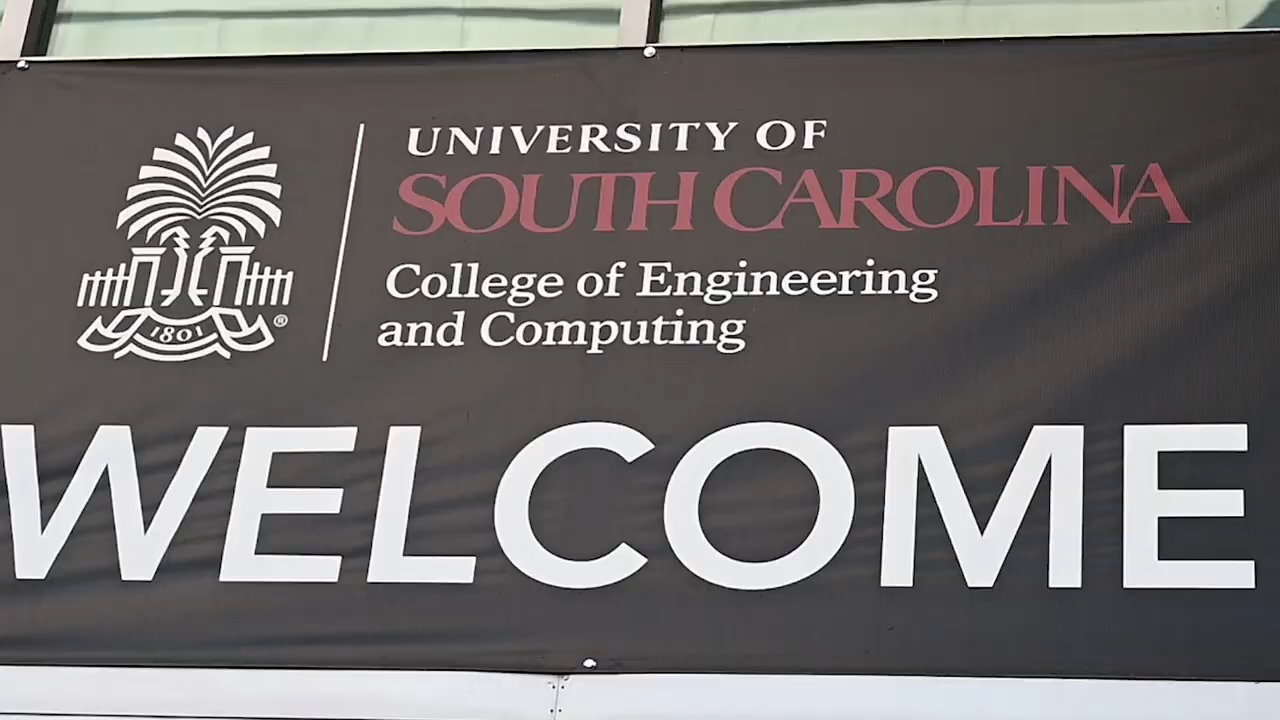 UNIVERSITY OF
SOUTH CAROLINA
College of Engineering
and Computing
1801
®
WELCOME